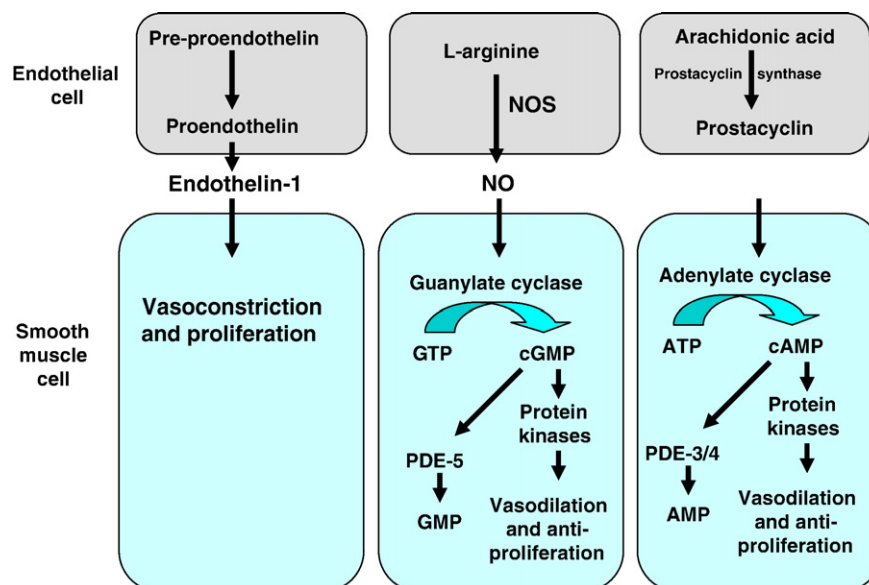 Endothelial
cell
Pre-proendothelin
Proendothelin
Endothelin-1
L-arginine
NOS
NO
Arachidonic acid
Prostacyclin synthase
Prostacyclin
Smooth
muscle
cell
Vasoconstriction
and proliferation
Guanylate cyclase
GTP
cGMP
Protein
kinases
PDE-5
GMP
Vasodilation
and anti-
proliferation
Adenylate cyclase
ATP
cAMP
Protein
kinases
PDE-3/4
AMP
Vasodilation
and anti-
proliferation